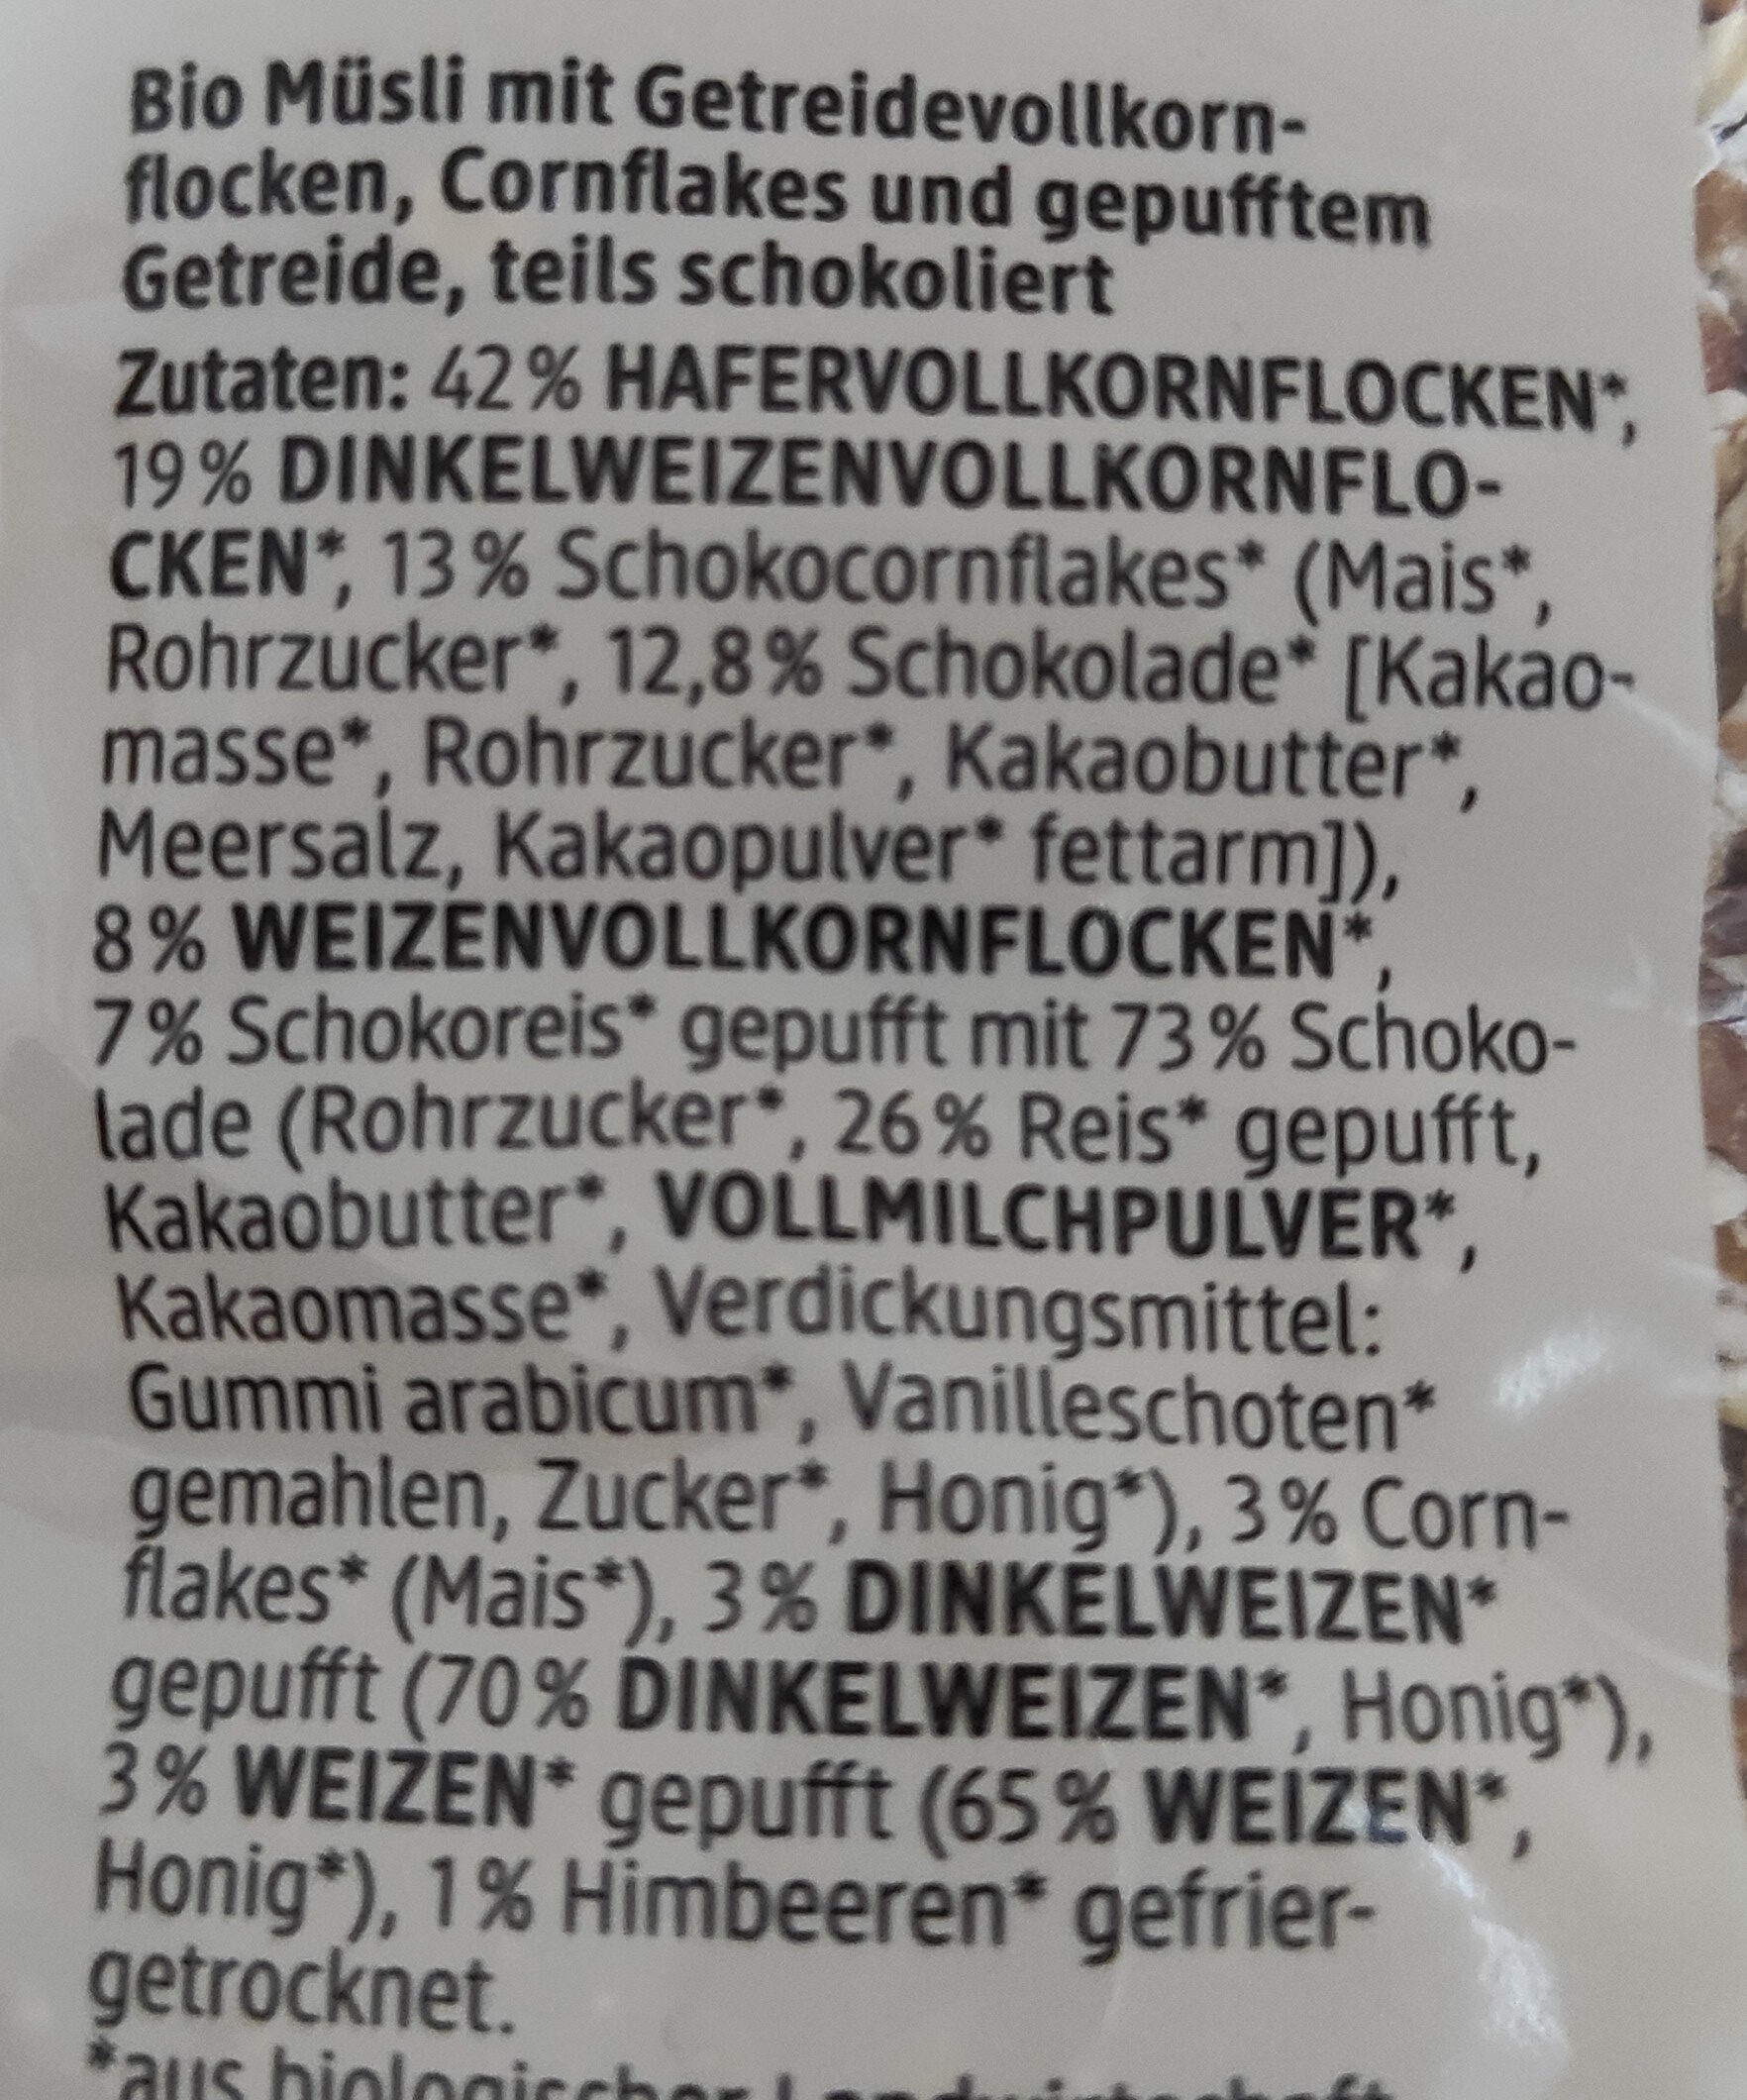 Bio Müsli mit Getreidevollkorn-
flocken, Cornflakes und gepufftem
Getreide, teils schokoliert
Zutaten: 42% HAFERVOLLKORNFLOCKEN*,
19% DINKELWEIZENVOLLKORNFLO-
CKEN*, 13% Schokocornflakes* (Mais*,
Rohrzucker*, 12,8% Schokolade* [Kakao-
masse*, Rohrzucker*, Kakaobutter*,
Meersalz, Kakaopulver* fettarm]),
8% WEIZENVOLLKORNFLOCKEN*,
7% Schokoreis* gepufft mit 73% Schoko-
lade (Rohrzucker*, 26% Reis* gepufft,
Kakaobutter*, VOLLMILCHPULVER*,
Kakaomasse*, Verdickungsmittel:
Gummi arabicum*, Vanilleschoten*
gemahlen, Zucker*, Honig*), 3% Corn-
flakes* (Mais*), 3% DINKELWEIZEN*
gepufft (70% DINKELWEIZEN*, Honig*),
3% WEIZEN* gepufft (65% WEIZEN*,
Honig*), 1% Himbeeren* gefrier-
getrocknet.
*aus biologischer Landwirtschaft